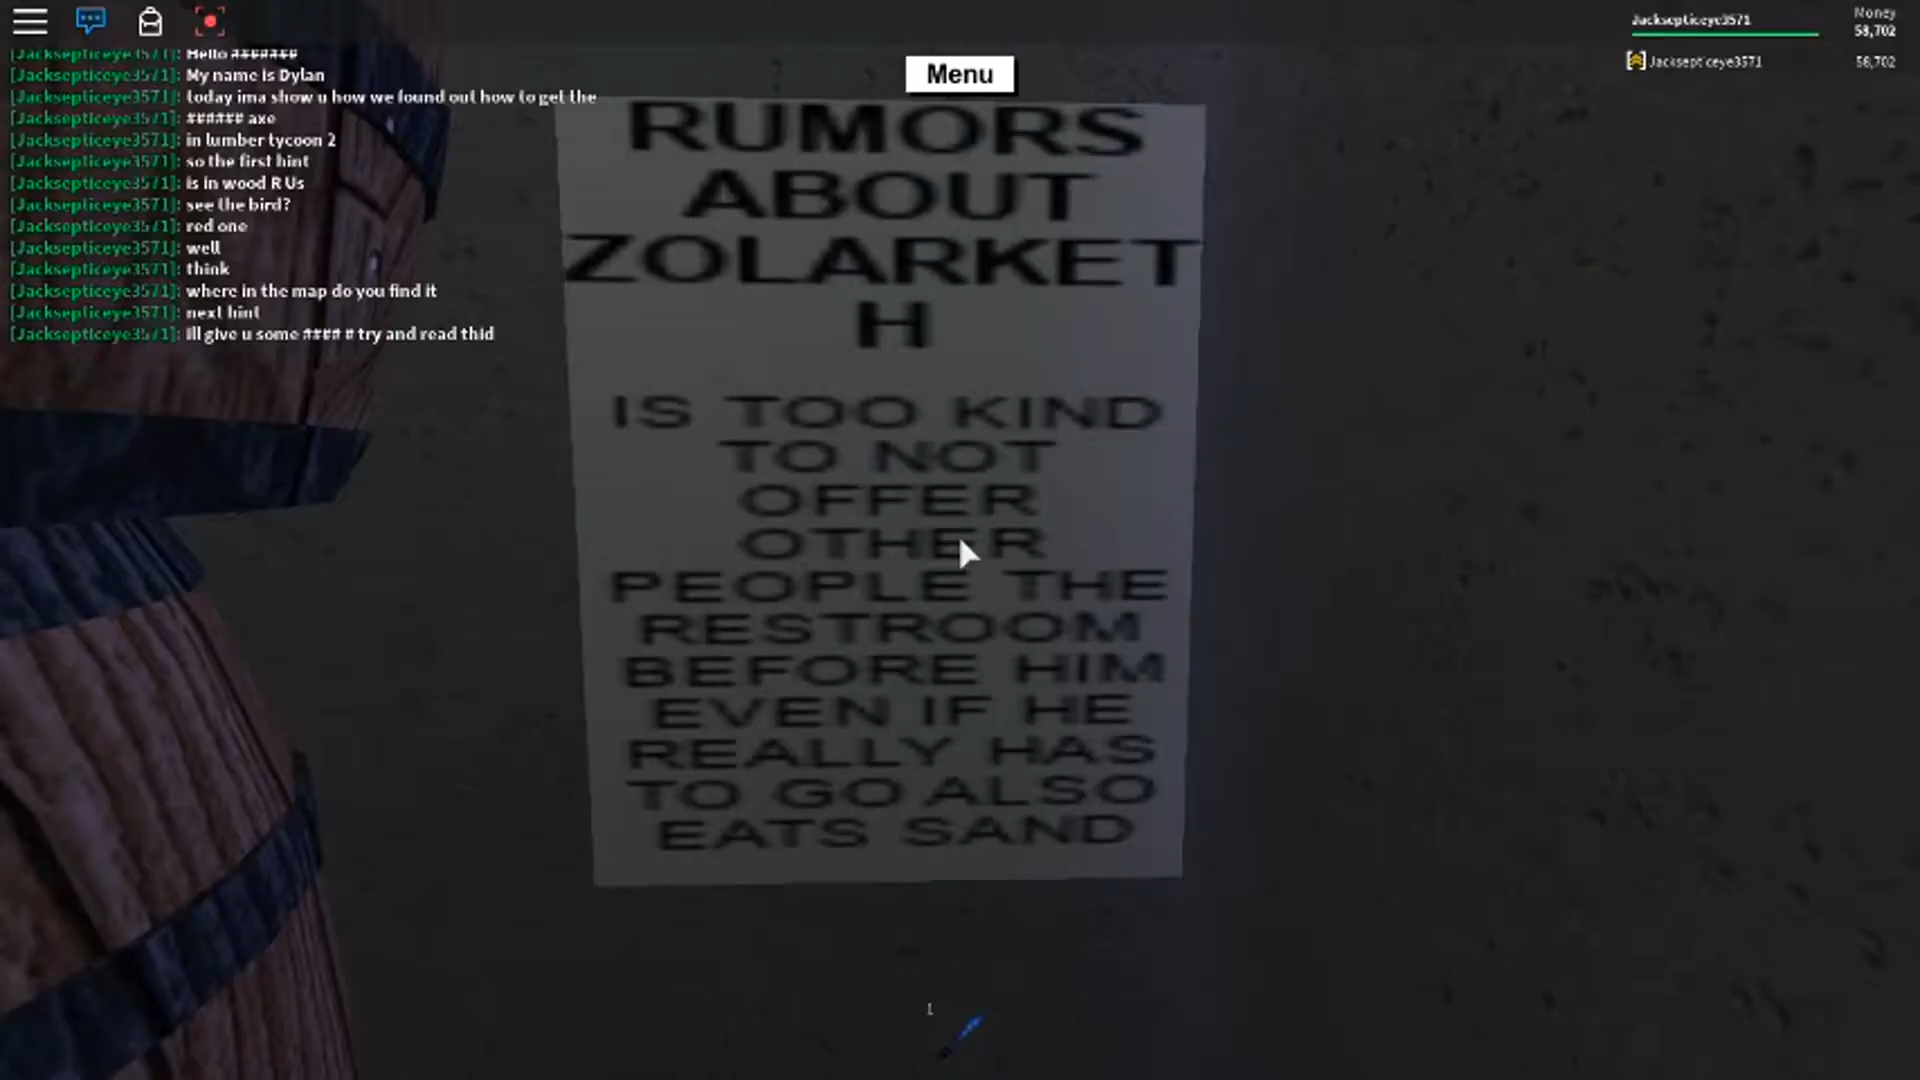 Jacksepticeye3571
Money
58,702
[Jacksepticeye3571]: Hello #######
[Jacksepticeye3571]: My name is Dylan
[Jacksepticeye3571]: today ima show u how we found out how to get the
[Jacksepticeye3571]: ###### axe
[Jacksepticeye3571]: in lumber tycoon 2
[Jacksepticeye3571]: so the first hint
[Jacksepticeye3571]: is in wood R Us
[Jacksepticeye3571]: see the bird?
[Jacksepticeye3571]: red one
[Jacksepticeye3571]: well
[Jacksepticeye3571]: think
[Jacksepticeye3571]: where in the map do you find it
[Jacksepticeye3571]: next hint
[Jacksepticeye3571]: ill give u some #### # try and read thid
Menu
Jacksepticeye3571 58,702
RUMORS
ABOUT
ZOLARKET
H
IS TOO KIND
TO NOT
OFFER
OTHER
PEOPLE THE
RESTROOM
BEFORE HIM
EVEN IF HE
REALLY HAS
TO GO ALSO
EATS SAND
1